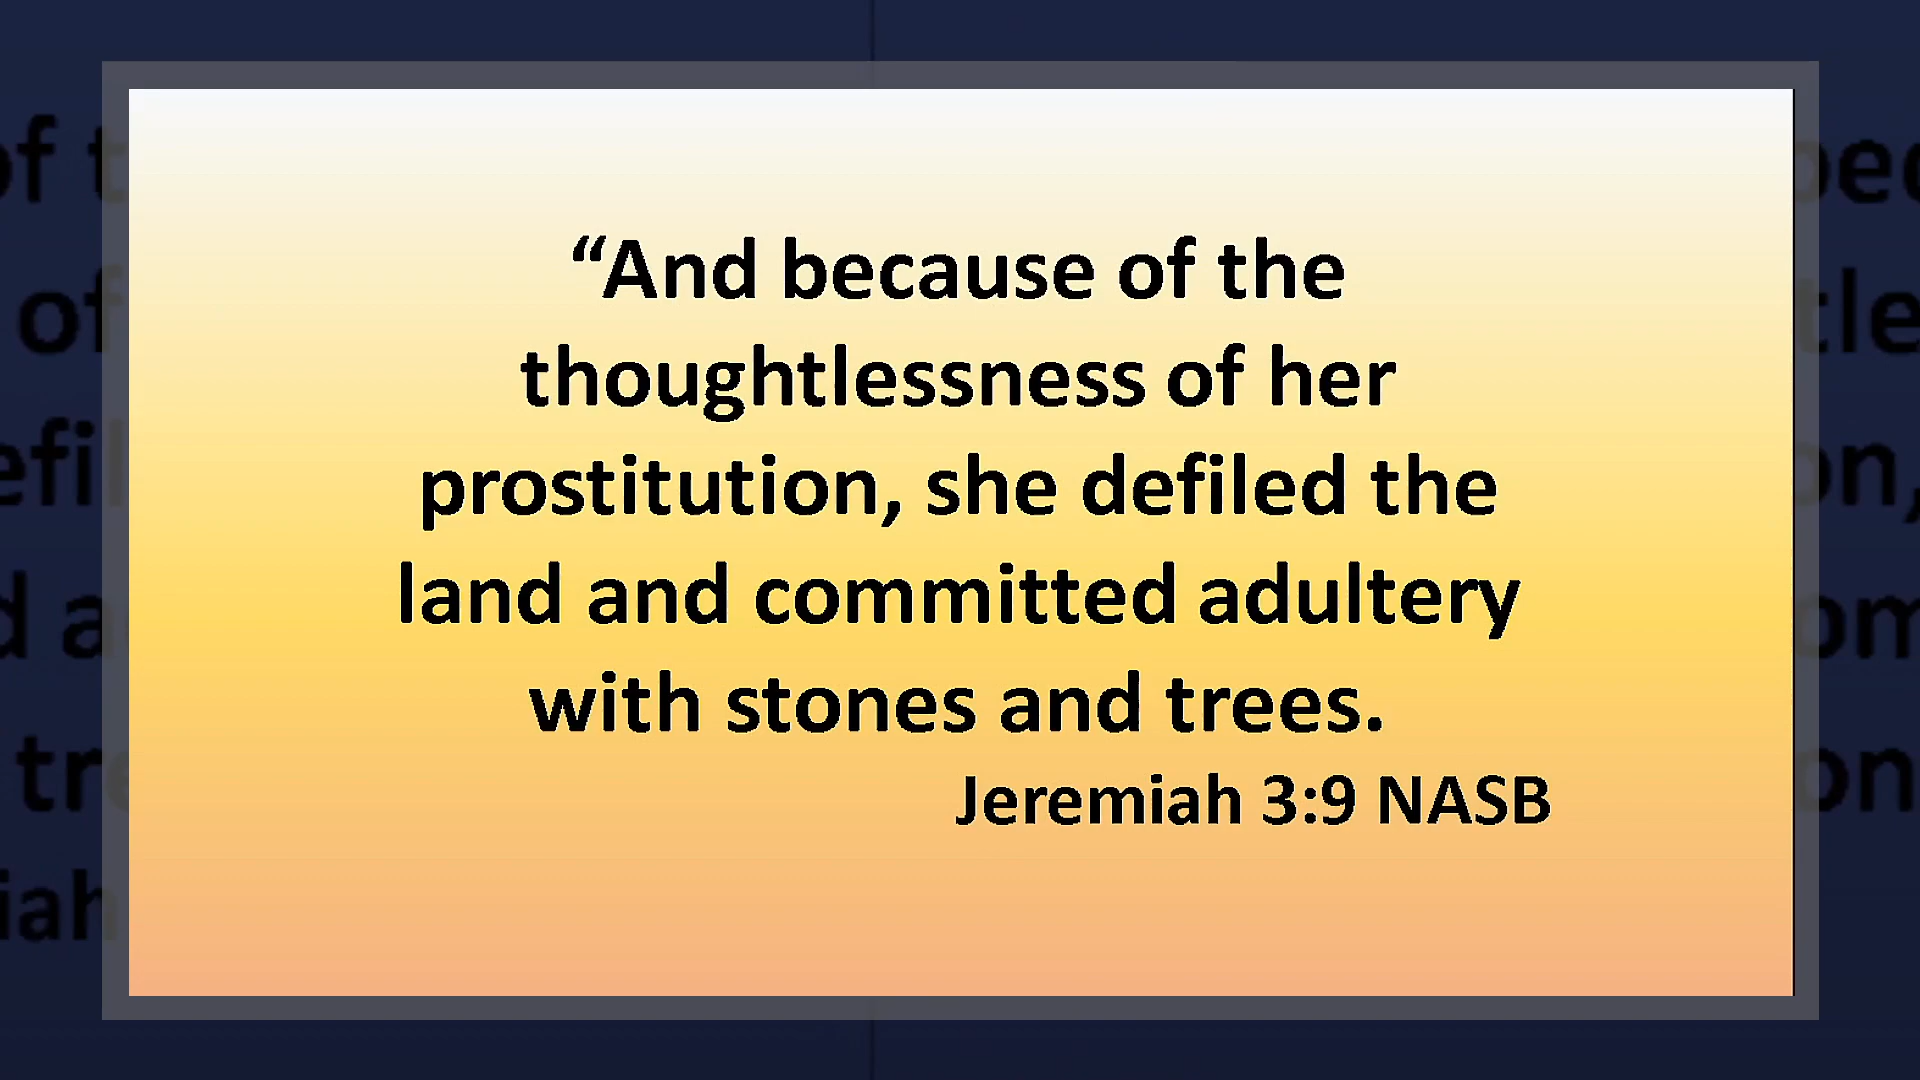 “And because of the
thoughtlessness of her
prostitution, she defiled the
land and committed adultery
with stones and trees.
Jeremiah 3:9 NASB